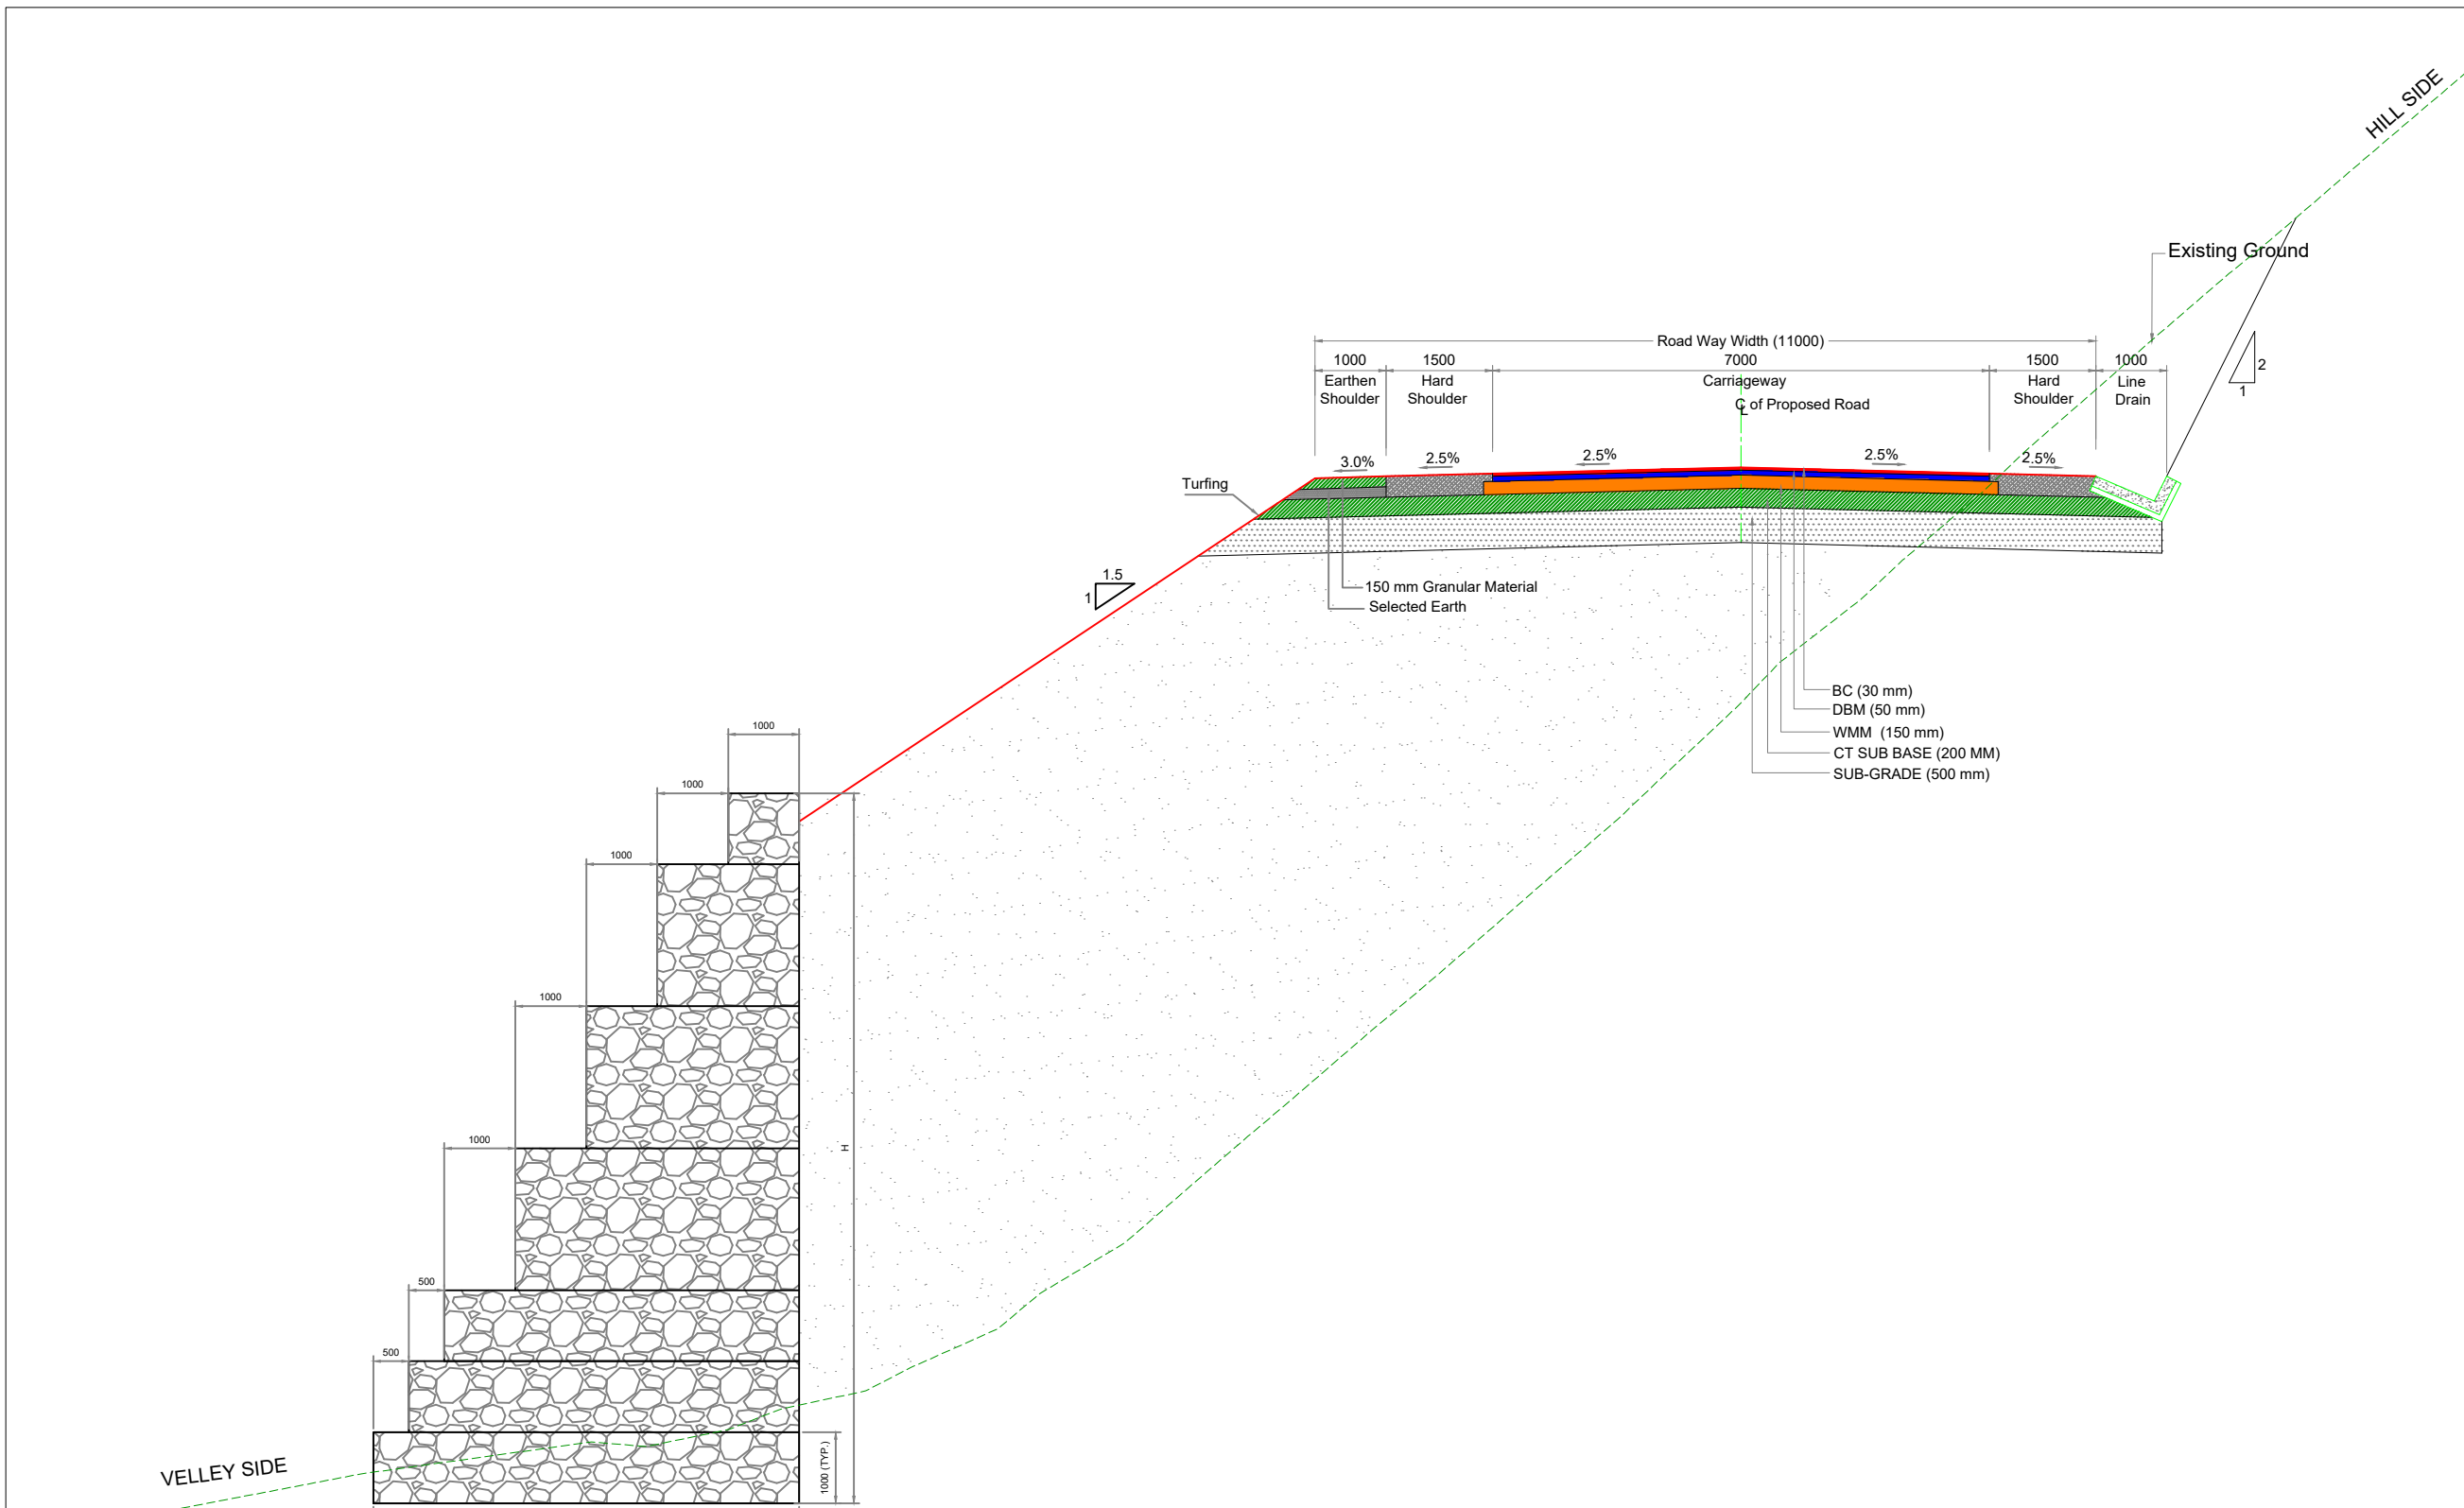 HILL SIDE
Existing Ground
2
1
Road Way Width (11000)
1000
1500
7000
1500
1000
Earthen
Shoulder
Hard
Shoulder
Carriageway
Hard
Shoulder
Line
Drain
℄ of Proposed Road
3.0%
2.5%
2.5%
2.5%
2.5%
Turfing
1.5
1
150 mm Granular Material
Selected Earth
BC (30 mm)
DBM (50 mm)
WMM (150 mm)
CT SUB BASE (200 MM)
SUB-GRADE (500 mm)
1000
1000
1000
1000
1000
500
500
H
1000 (TYP.)
VELLEY SIDE